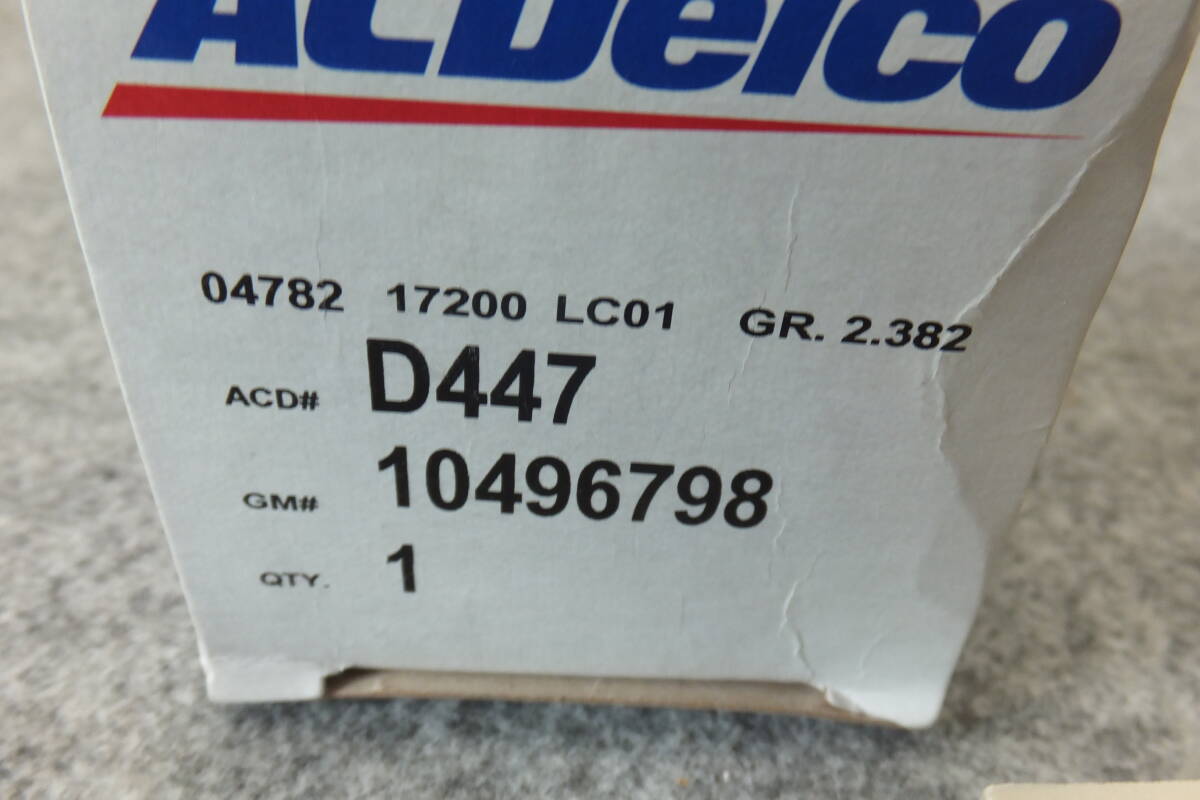 ACDelco
04782 17200 LC01 GR. 2.382
ACD# D447
GM# 10496798
QTY. 1